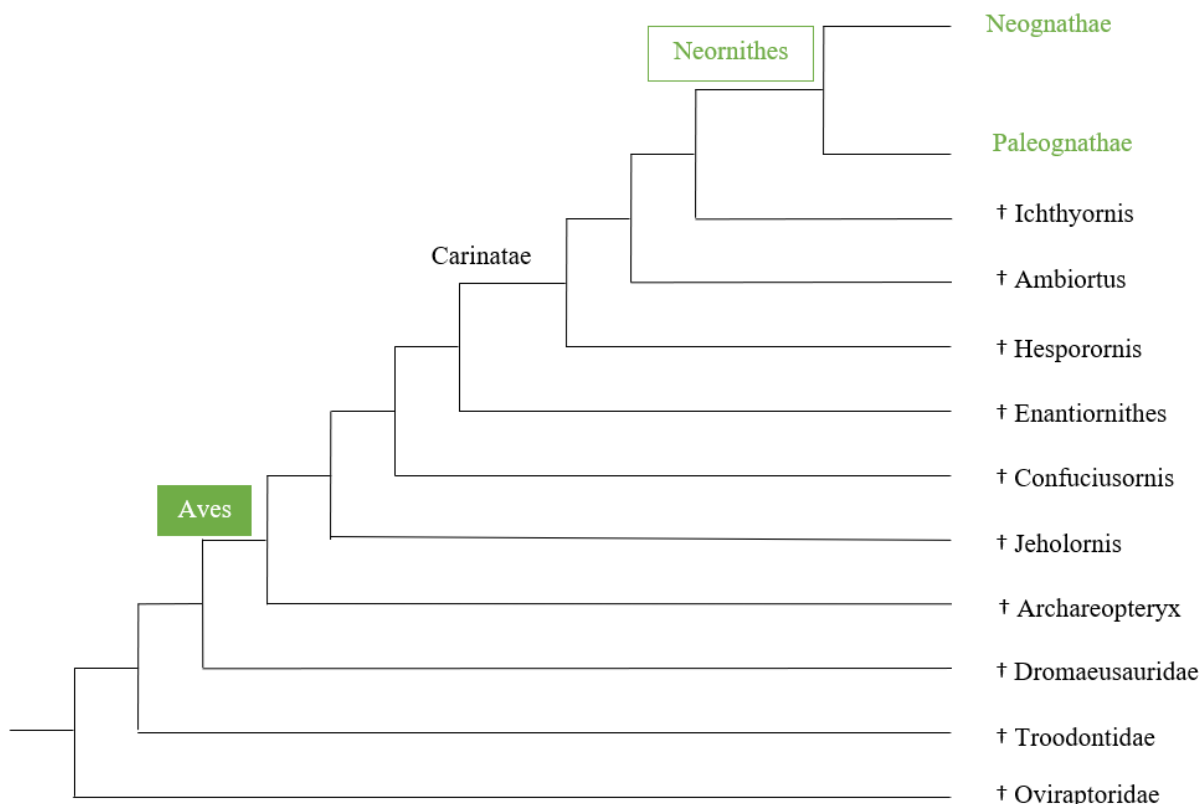 Neognathae
Neornithes
Paleognathae
† Ichthyornis
Carinatae
† Ambiortus
† Hesporornis
† Enantiornithes
† Confuciusornis
Aves
† Jeholornis
† Archareopteryx
† Dromaeusauridae
† Troodontidae
† Oviraptoridae